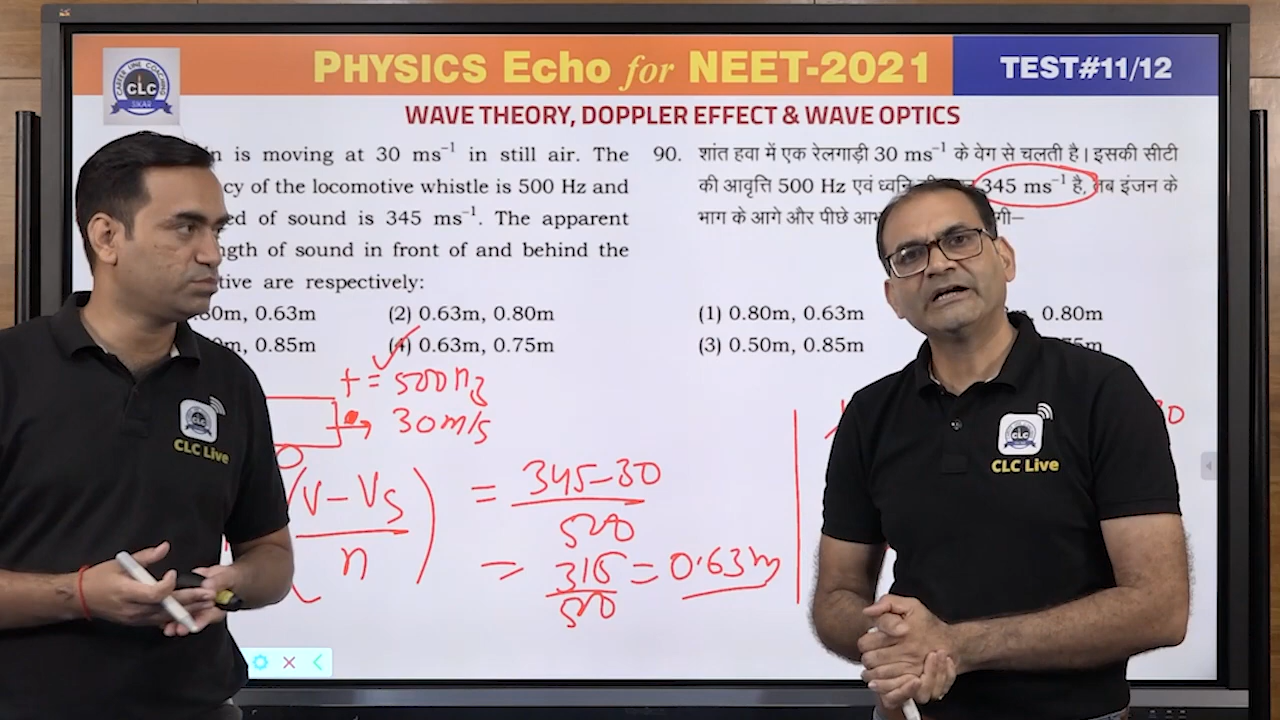 CAREER LINE COACHING
CLC
SIKAR
PHYSICS Echo for NEET-2021
TEST#11/12
WAVE THEORY, DOPPLER EFFECT & WAVE OPTICS
n is moving at 30 ms⁻¹ in still air. The
cy of the locomotive whistle is 500 Hz and
ed of sound is 345 ms⁻¹. The apparent
ngth of sound in front of and behind the
tive are respectively:
0m, 0.63m (2) 0.63m, 0.80m
0m, 0.85m (4) 0.63m, 0.75m
90. शांत हवा में एक रेलगाड़ी 30 ms⁻¹ के वेग से चलती है। इसकी सीटी
की आवृत्ति 500 Hz एवं ध्वनि 345 ms⁻¹ है, तब इंजन के
भाग के आगे और पीछे गी–
(1) 0.80m, 0.63m 0.80m
(3) 0.50m, 0.85m 75m
= 500 Hz
30 m/s
(V-Vs / n) = 345-30 / 500
= 315 / 500 = 0.63m
CLC Live
CLC Live